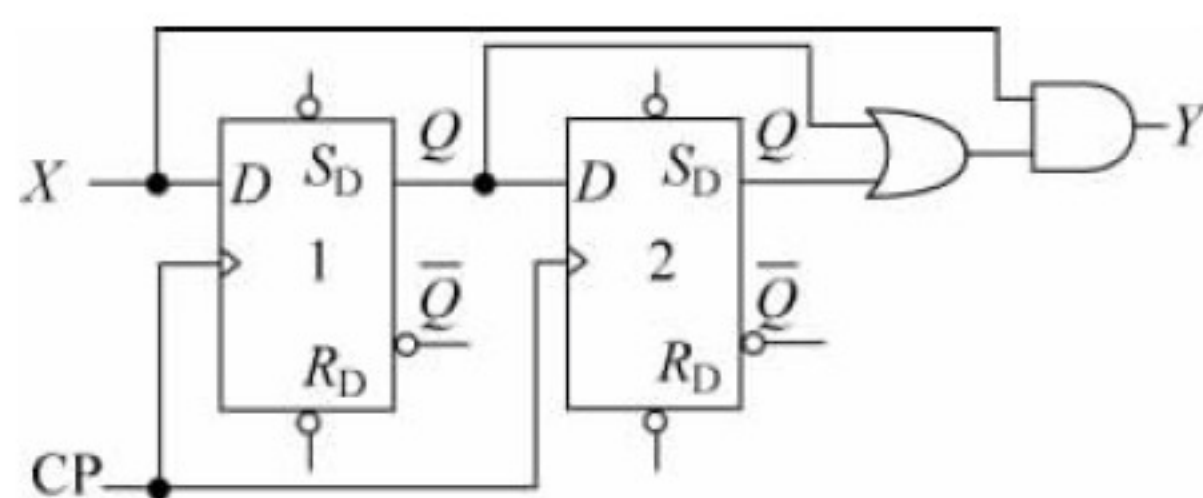 Q Q
X D S_D D S_D Y
1 2
Q̅ Q̅
R_D R_D
CP